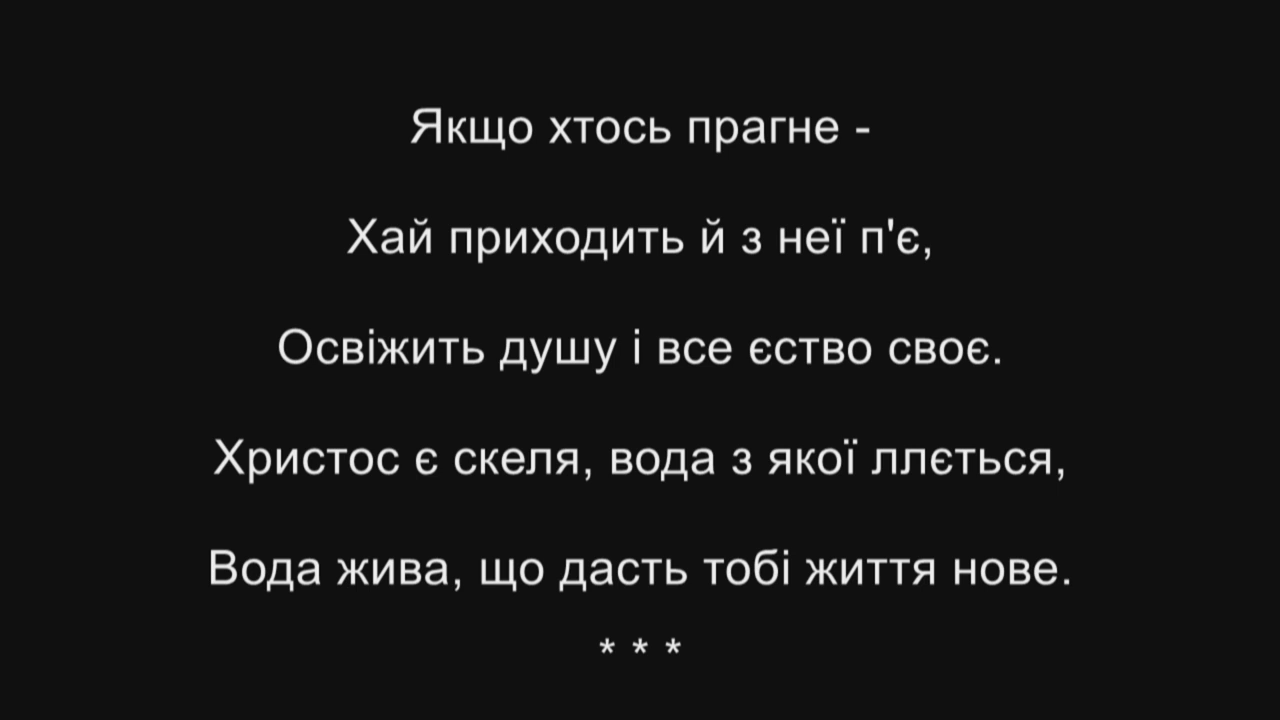 Якщо хтось прагне -
Хай приходить й з неї п'є,
Освіжить душу і все єство своє.
Христос є скеля, вода з якої ллється,
Вода жива, що дасть тобі життя нове.
* * *